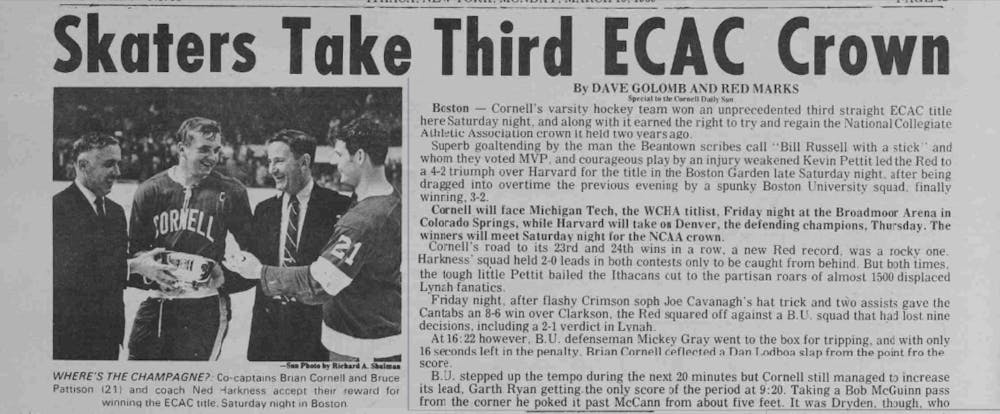 ITHACA, NEW YORK, MONDAY, MARCH
PAGE
Skaters Take Third ECAC Crown
By DAVE GOLOMB AND RED MARKS
Special to the Cornell Daily Sun
Boston — Cornell's varsity hockey team won an unprecedented third straight ECAC title
here Saturday night, and along with it earned the right to try and regain the National Collegiate
Athletic Association crown it held two years ago.
Superb goaltending by the man the Beantown scribes call "Bill Russell with a stick" and
whom they voted MVP, and courageous play by an injury weakened Kevin Pettit led the Red to
a 4-2 triumph over Harvard for the title in the Boston Garden late Saturday night, after being
dragged into overtime the previous evening by a spunky Boston University squad, finally
winning, 3-2.
Cornell will face Michigan Tech, the WCHA titlist, Friday night at the Broadmoor Arena in
Colorado Springs, while Harvard will take on Denver, the defending champions, Thursday. The
winners will meet Saturday night for the NCAA crown.
Cornell's road to its 23rd and 24th wins in a row, a new Red record, was a rocky one.
Harkness' squad held 2-0 leads in both contests only to be caught from behind. But both times,
the tough little Pettit bailed the Ithacans out to the partisan roars of almost 1500 displaced
Lynah fanatics.
Friday night, after flashy Crimson soph Joe Cavanagh's hat trick and two assists gave the
Cantabs an 8-6 win over Clarkson, the Red squared off against a B.U. squad that had lost nine
decisions, including a 2-1 verdict in Lynah.
At 16:22 however, B.U. defenseman Mickey Gray went to the box for tripping, and with only
16 seconds left in the penalty, Brian Cornell deflected a Dan Lodboa slap from the point fro the
score.
B.U. stepped up the tempo during the next 20 minutes but Cornell still managed to increase
its lead, Garth Ryan getting the only score of the period at 9:20. Taking a Bob McGuinn pass
from the corner he poked it past McCann from about five feet. It was Dryden, though, who
C
CORNELL
21
—Sun Photo by Richard A. Shulman
WHERE'S THE CHAMPAGNE?: Co-captains Brian Cornell and Bruce
Pattison (21) and coach Ned Harkness accept their reward for
winning the ECAC title, Saturday night in Boston.